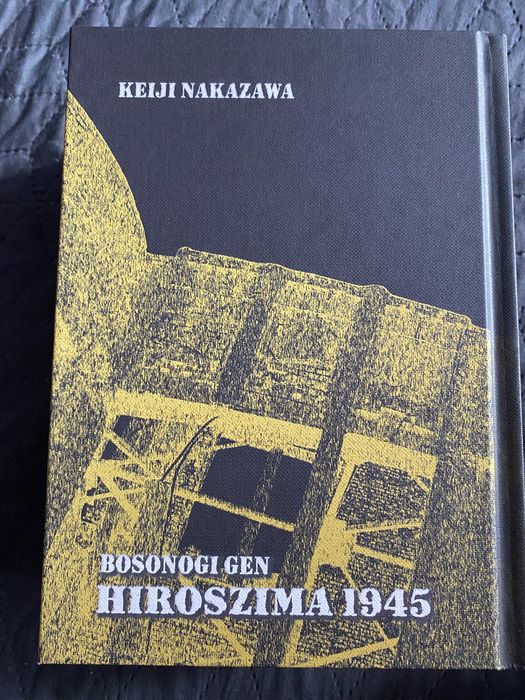 KEIJI NAKAZAWA
BOSONOGI GEN
HIROSZIMA 1945